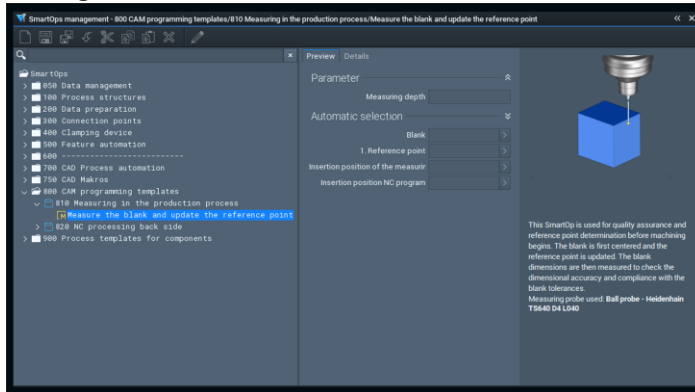 SmartOps management - 800 CAM programming templates/810 Measuring in the production process/Measure the blank and update the reference point
SmartOps
050 Data management
100 Process structures
200 Data preparation
300 Connection points
400 Clamping device
500 Feature automation
600 -------------------------
700 CAD Process automation
750 CAD Makros
800 CAM programming templates
810 Measuring in the production process
Measure the blank and update the reference point
820 NC processing back side
900 Process templates for components
Preview Details
Parameter
Measuring depth
Automatic selection
Blank
1. Reference point
Insertion position of the measurir
Insertion position NC program
This SmartOp is used for quality assurance and
reference point determination before machining
begins. The blank is first centered and the
reference point is updated. The blank
dimensions are then measured to check the
dimensional accuracy and compliance with the
blank tolerances.
Measuring probe used: Ball probe - Heidenhain
TS640 D4 L040